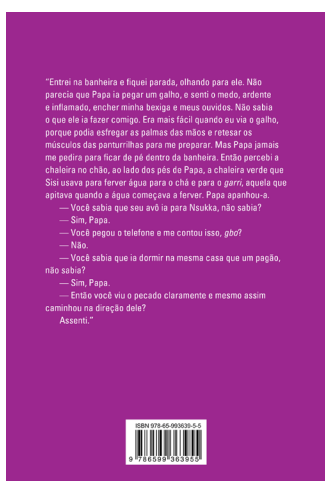 “Entrei na banheira e fiquei parada, olhando para ele. Não
parecia que Papa ia pegar um galho, e senti o medo, ardente
e inflamado, encher minha bexiga e meus ouvidos. Não sabia
o que ele ia fazer comigo. Era mais fácil quando eu via o galho,
porque podia esfregar as palmas das mãos e retesar os
músculos das panturrilhas para me preparar. Mas Papa jamais
me pedira para ficar de pé dentro da banheira. Então percebi a
chaleira no chão, ao lado dos pés de Papa, a chaleira verde que
Sisi usava para ferver água para o chá e para o garri, aquela que
apitava quando a água começava a ferver. Papa apanhou-a.
— Você sabia que seu avô ia para Nsukka, não sabia?
— Sim, Papa.
— Você pegou o telefone e me contou isso, gbo?
— Não.
— Você sabia que ia dormir na mesma casa que um pagão,
não sabia?
— Sim, Papa.
— Então você viu o pecado claramente e mesmo assim
caminhou na direção dele?
Assenti.”
ISBN 978-65-993639-5-5
9 786599 363955